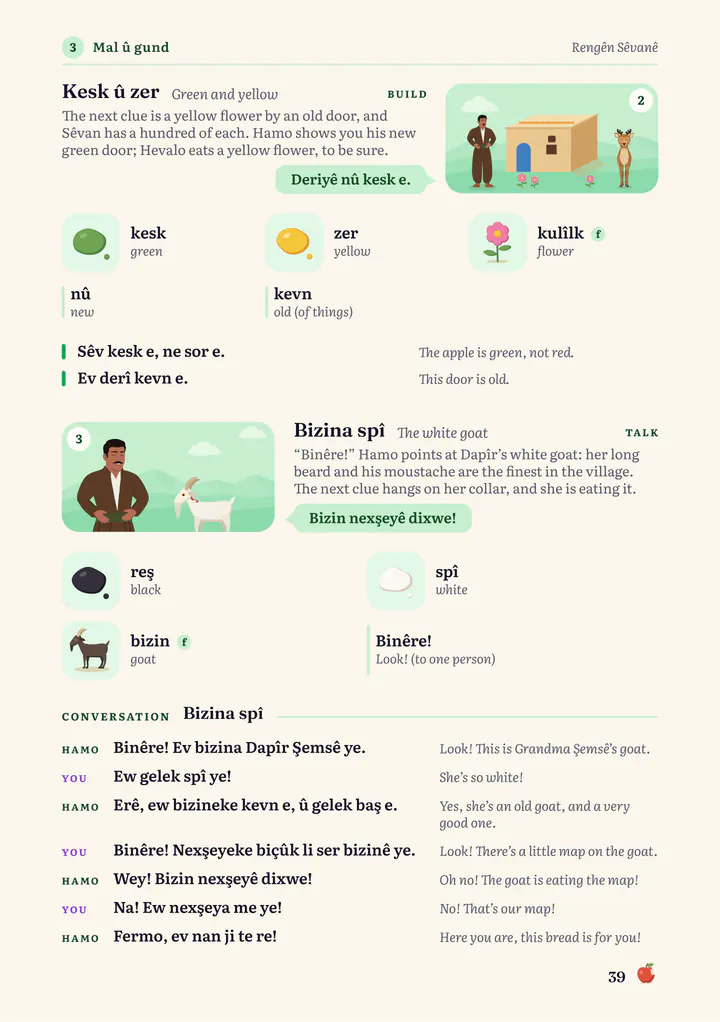 3 Mal û gund
Rengên Sêvanê
Kesk û zer Green and yellow
BUILD
The next clue is a yellow flower by an old door, and
Sêvan has a hundred of each. Hamo shows you his new
green door; Hevalo eats a yellow flower, to be sure.
Deriyê nû kesk e.
2
kesk
green
zer
yellow
kulîlk f
flower
nû
new
kevn
old (of things)
Sêv kesk e, ne sor e.
The apple is green, not red.
Ev derî kevn e.
This door is old.
3
Bizina spî The white goat
TALK
“Binêre!” Hamo points at Dapîr’s white goat: her long
beard and his moustache are the finest in the village.
The next clue hangs on her collar, and she is eating it.
Bizin nexşeyê dixwe!
reş
black
spî
white
bizin f
goat
Binêre!
Look! (to one person)
CONVERSATION Bizina spî
HAMO Binêre! Ev bizina Dapîr Şemsê ye. Look! This is Grandma Şemsê’s goat.
YOU Ew gelek spî ye! She’s so white!
HAMO Erê, ew bizineke kevn e, û gelek baş e. Yes, she’s an old goat, and a very
good one.
YOU Binêre! Nexşeyeke biçûk li ser bizinê ye. Look! There’s a little map on the goat.
HAMO Wey! Bizin nexşeyê dixwe! Oh no! The goat is eating the map!
YOU Na! Ew nexşeya me ye! No! That’s our map!
HAMO Fermo, ev nan ji te re! Here you are, this bread is for you!
39